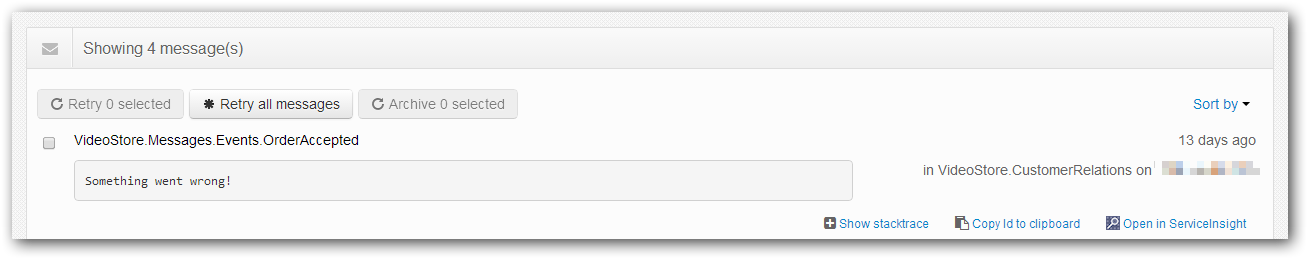 Showing 4 message(s)
Retry 0 selected Retry all messages Archive 0 selected Sort by
VideoStore.Messages.Events.OrderAccepted 13 days ago
Something went wrong! in VideoStore.CustomerRelations on
Show stacktrace Copy Id to clipboard Open in ServiceInsight